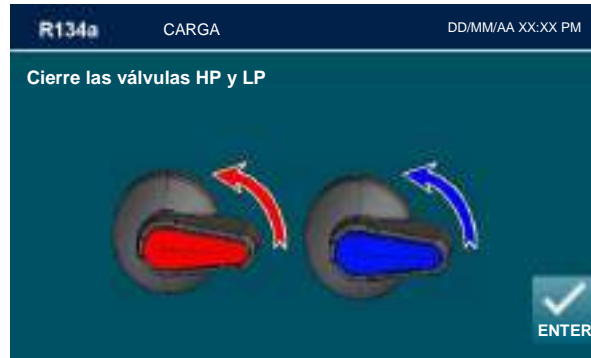 R134a CARGA DD/MM/AA XX:XX PM
Cierre las válvulas HP y LP
ENTER